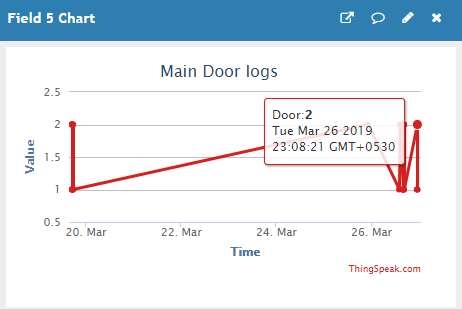 Field 5 Chart
Main Door logs
2.5
2
1.5
1
0.5
Value
Door:2
Tue Mar 26 2019
23:08:21 GMT+0530
20. Mar 22. Mar 24. Mar 26. Mar
Time
ThingSpeak.com